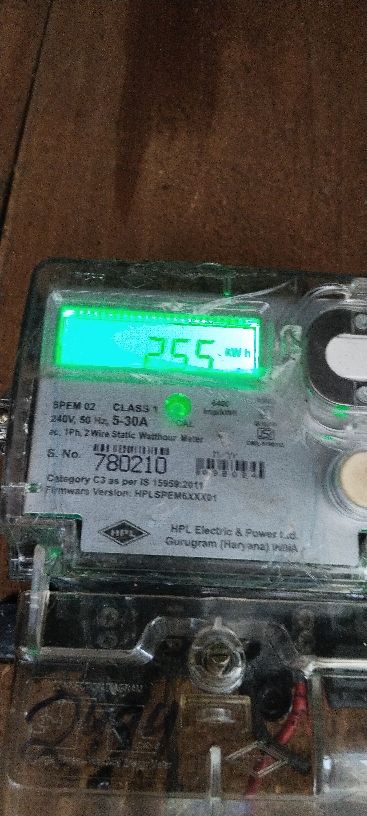 255 kWh
SPEM 02 CLASS 1 6400
240V, 50 Hz, 5-30A CAL imp/kWh
ac, 1Ph, 2 Wire Static Watthour Meter
S. No. 780210
Category C3 as per IS 15959:2011
Firmware Version: HPLSPEM6XXX01
HPL
HPL Electric & Power Ltd.
Gurugram (Haryana) INDIA